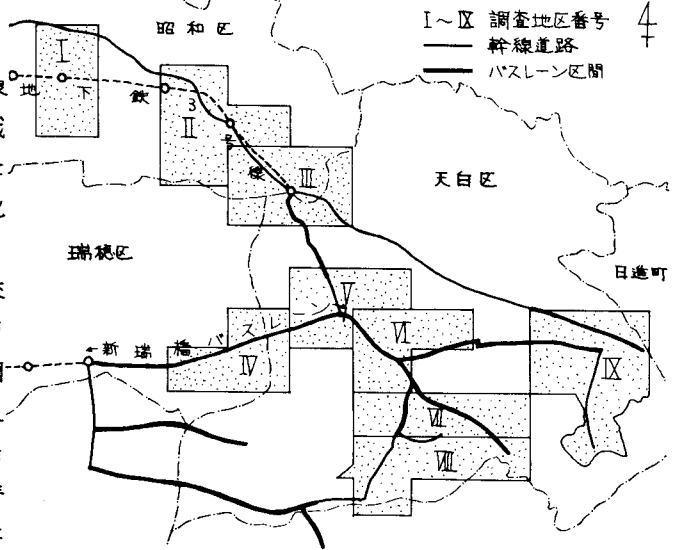 I～IX 調査地区番号
幹線道路
バスレーン区間
4
昭和区
I
地下鉄3号線
II
III
天白区
瑞穂区
日進町
V
バスレーン
←新瑞橋
IV
VI
IX
VII
VIII